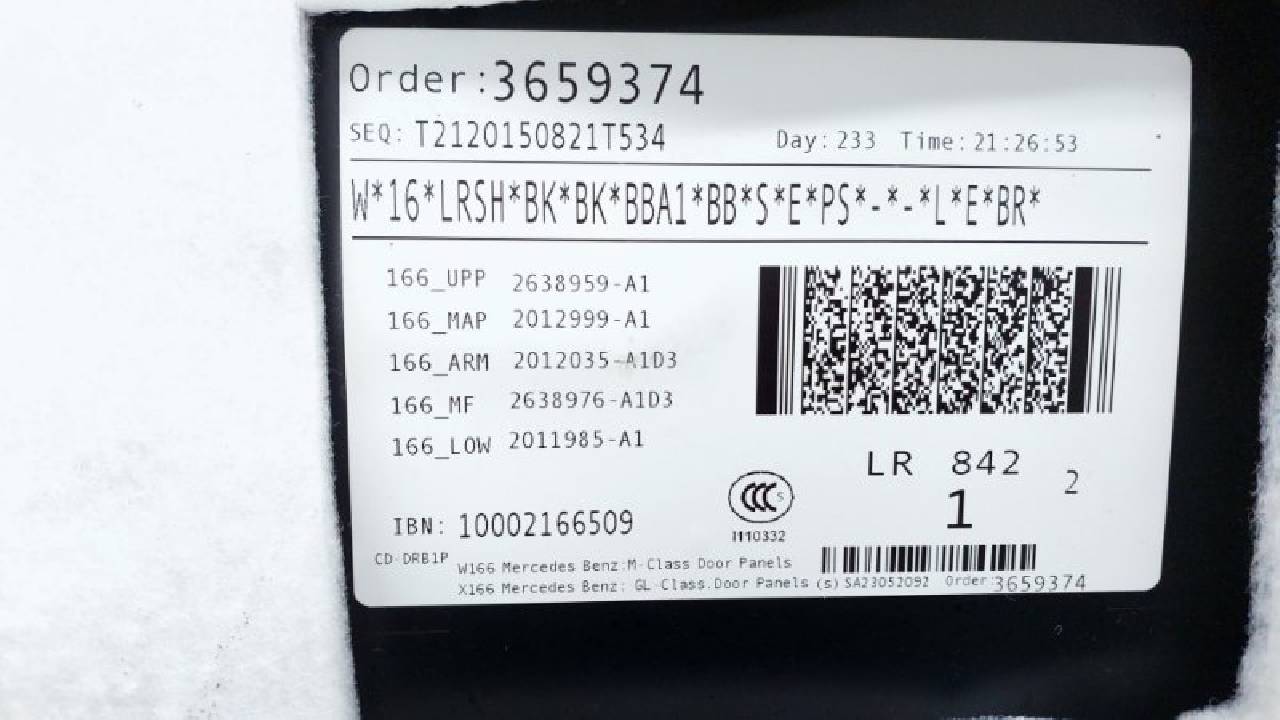 Order:3659374
SEQ: T2120150821T534 Day:233 Time:21:26:53
W*16*LRSH*BK*BK*BBA1*BB*S*E*PS*-*-*L*E*BR*
166_UPP 2638959-A1
166_MAP 2012999-A1
166_ARM 2012035-A1D3
166_MF 2638976-A1D3
166_LOW 2011985-A1
LR 842 2
1
IBN: 10002166509
CCC S
1110332
CD-DRB1P W166 Mercedes Benz:M-Class Door Panels
X166 Mercedes Benz: GL-Class.Door Panels (s) SA23052092 Order:3659374